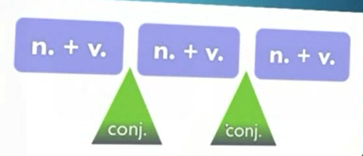 n. + v. n. + v. n. + v.
conj. conj.